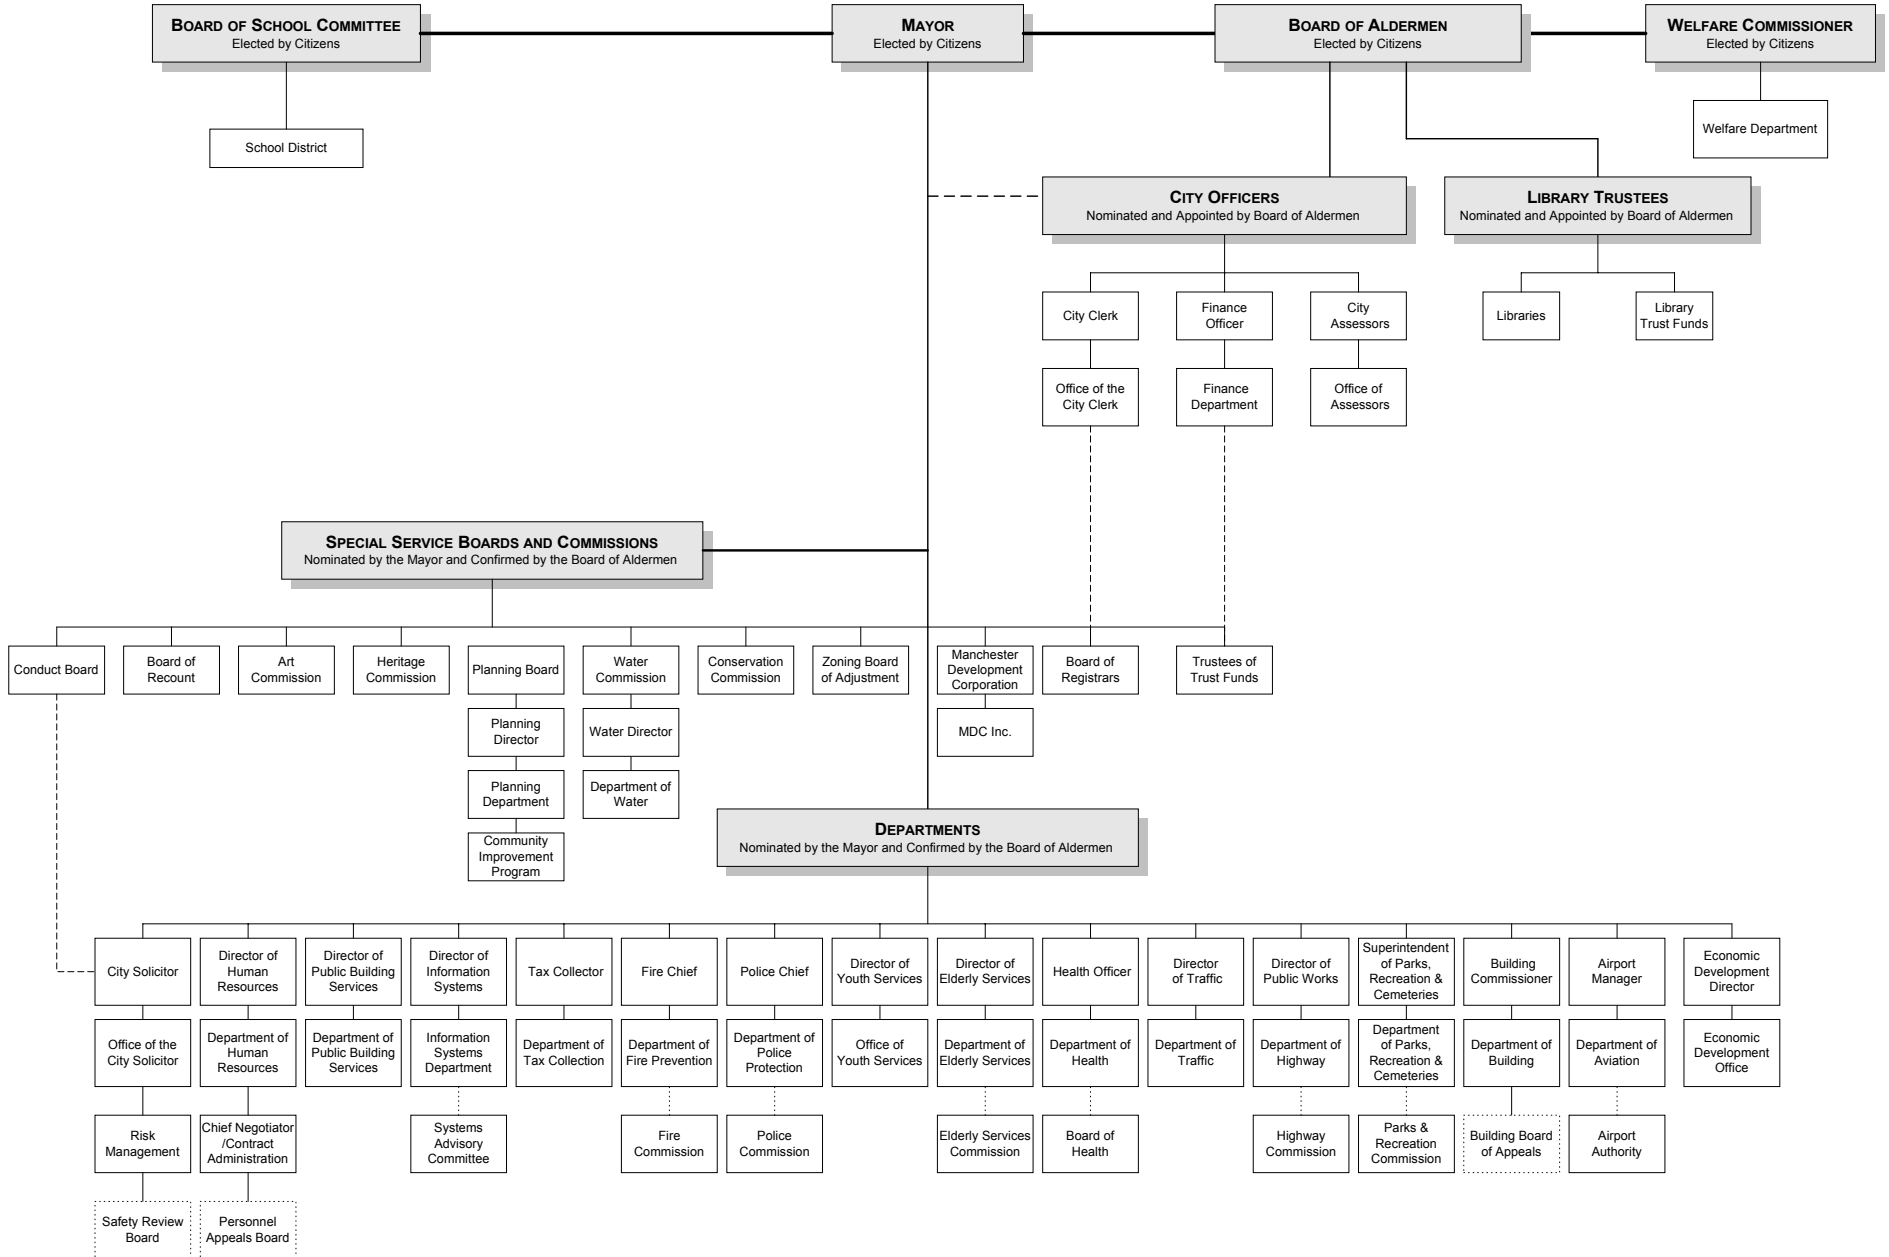 BOARD OF SCHOOL COMMITTEE
Elected by Citizens
MAYOR
Elected by Citizens
BOARD OF ALDERMEN
Elected by Citizens
WELFARE COMMISSIONER
Elected by Citizens
School District
Welfare Department
CITY OFFICERS
Nominated and Appointed by Board of Aldermen
LIBRARY TRUSTEES
Nominated and Appointed by Board of Aldermen
City Clerk
Finance
Officer
City
Assessors
Libraries
Library
Trust Funds
Office of the
City Clerk
Finance
Department
Office of
Assessors
SPECIAL SERVICE BOARDS AND COMMISSIONS
Nominated by the Mayor and Confirmed by the Board of Aldermen
Conduct Board
Board of
Recount
Art
Commission
Heritage
Commission
Planning Board
Water
Commission
Conservation
Commission
Zoning Board
of Adjustment
Manchester
Development
Corporation
Board of
Registrars
Trustees of
Trust Funds
Planning
Director
Water Director
MDC Inc.
Planning
Department
Department of
Water
Community
Improvement
Program
DEPARTMENTS
Nominated by the Mayor and Confirmed by the Board of Aldermen
City Solicitor
Director of
Human
Resources
Director of
Public Building
Services
Director of
Information
Systems
Tax Collector
Fire Chief
Police Chief
Director of
Youth Services
Director of
Elderly Services
Health Officer
Director
of Traffic
Director of
Public Works
Superintendent
of Parks,
Recreation &
Cemeteries
Building
Commissioner
Airport
Manager
Economic
Development
Director
Office of the
City Solicitor
Department of
Human
Resources
Department of
Public Building
Services
Information
Systems
Department
Department of
Tax Collection
Department of
Fire Prevention
Department of
Police
Protection
Office of
Youth Services
Department of
Elderly Services
Department of
Health
Department of
Traffic
Department of
Highway
Department
of Parks,
Recreation &
Cemeteries
Department of
Building
Department of
Aviation
Economic
Development
Office
Risk
Management
Chief Negotiator
/Contract
Administration
Systems
Advisory
Committee
Fire
Commission
Police
Commission
Elderly Services
Commission
Board of
Health
Highway
Commission
Parks &
Recreation
Commission
Building Board
of Appeals
Airport
Authority
Safety Review
Board
Personnel
Appeals Board